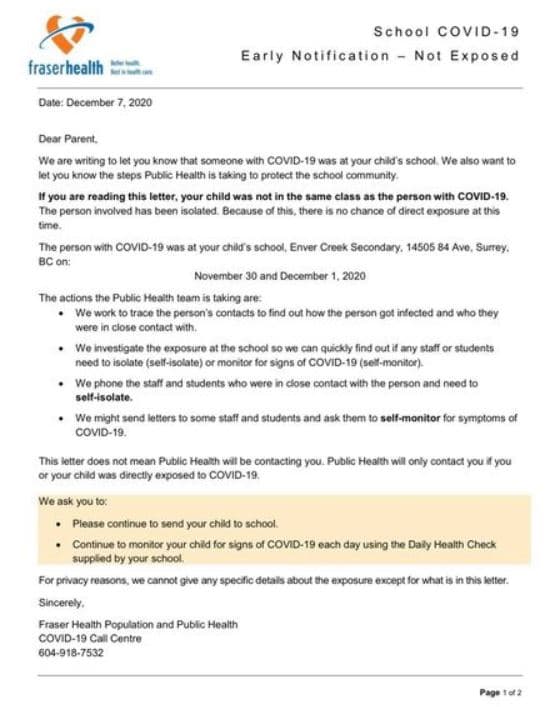 School COVID-19
Early Notification – Not Exposed
fraserhealth
Better health.
Best in health care.
Date: December 7, 2020
Dear Parent,
We are writing to let you know that someone with COVID-19 was at your child's school. We also want to
let you know the steps Public Health is taking to protect the school community.
If you are reading this letter, your child was not in the same class as the person with COVID-19.
The person involved has been isolated. Because of this, there is no chance of direct exposure at this
time.
The person with COVID-19 was at your child's school, Enver Creek Secondary, 14505 84 Ave, Surrey,
BC on:
November 30 and December 1, 2020
The actions the Public Health team is taking are:
• We work to trace the person's contacts to find out how the person got infected and who they
were in close contact with.
• We investigate the exposure at the school so we can quickly find out if any staff or students
need to isolate (self-isolate) or monitor for signs of COVID-19 (self-monitor).
• We phone the staff and students who were in close contact with the person and need to
self-isolate.
• We might send letters to some staff and students and ask them to self-monitor for symptoms of
COVID-19.
This letter does not mean Public Health will be contacting you. Public Health will only contact you if you
or your child was directly exposed to COVID-19.
We ask you to:
• Please continue to send your child to school.
• Continue to monitor your child for signs of COVID-19 each day using the Daily Health Check
supplied by your school.
For privacy reasons, we cannot give any specific details about the exposure except for what is in this letter.
Sincerely,
Fraser Health Population and Public Health
COVID-19 Call Centre
604-918-7532
Page 1 of 2